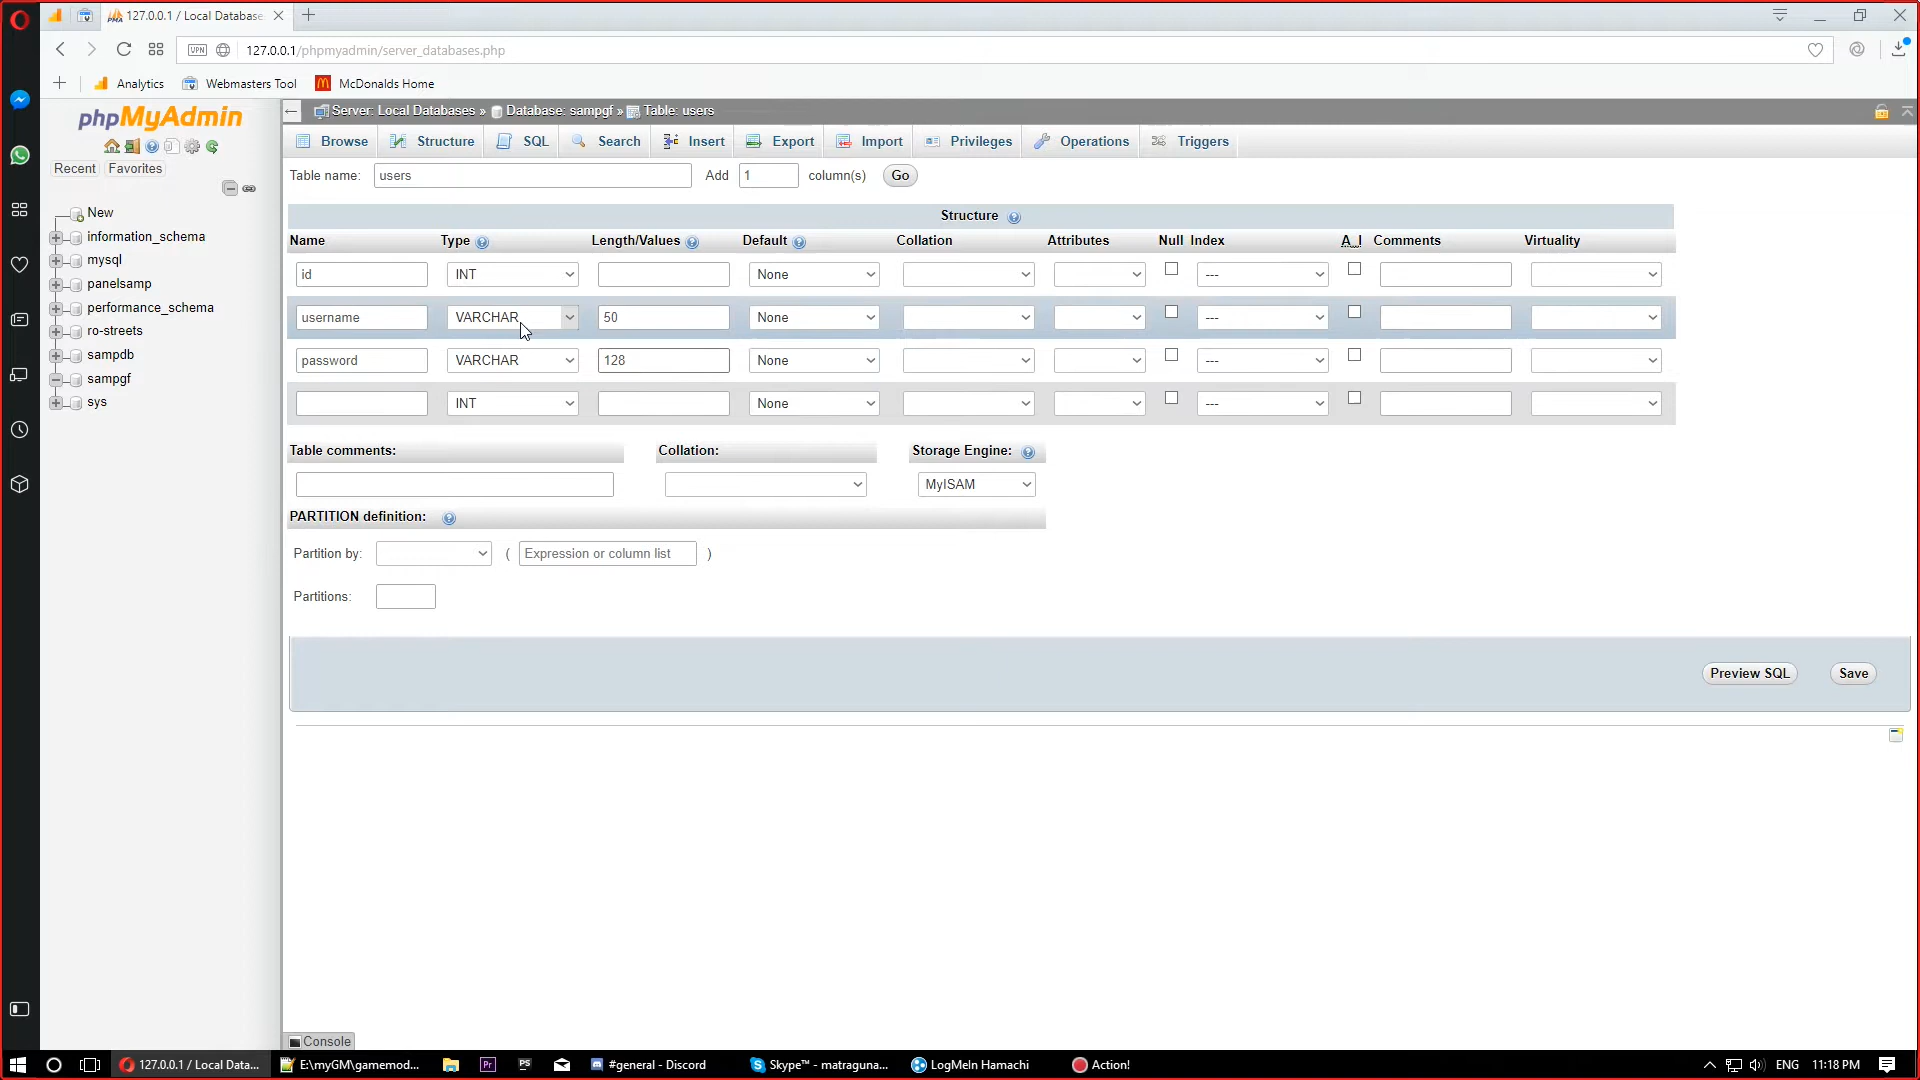 127.0.0.1 / Local Database
VPN 127.0.0.1/phpmyadmin/server_databases.php
Analytics Webmasters Tool McDonalds Home
phpMyAdmin
Recent Favorites
New
information_schema
mysql
panelsamp
performance_schema
ro-streets
sampdb
sampgf
sys
Server: Local Databases » Database: sampgf » Table: users
Browse Structure SQL Search Insert Export Import Privileges Operations Triggers
Table name: users Add 1 column(s) Go
Structure
Name Type Length/Values Default Collation Attributes Null Index A_I Comments Virtuality
id INT None ---
username VARCHAR 50 None ---
password VARCHAR 128 None ---
INT None ---
Table comments: Collation: Storage Engine:
MyISAM
PARTITION definition:
Partition by: ( Expression or column list )
Partitions:
Preview SQL Save
Console
127.0.0.1 / Local Data... E:\myGM\gamemod... Pr PS #general - Discord Skype™ - matraguna... LogMeIn Hamachi Action! ENG 11:18 PM